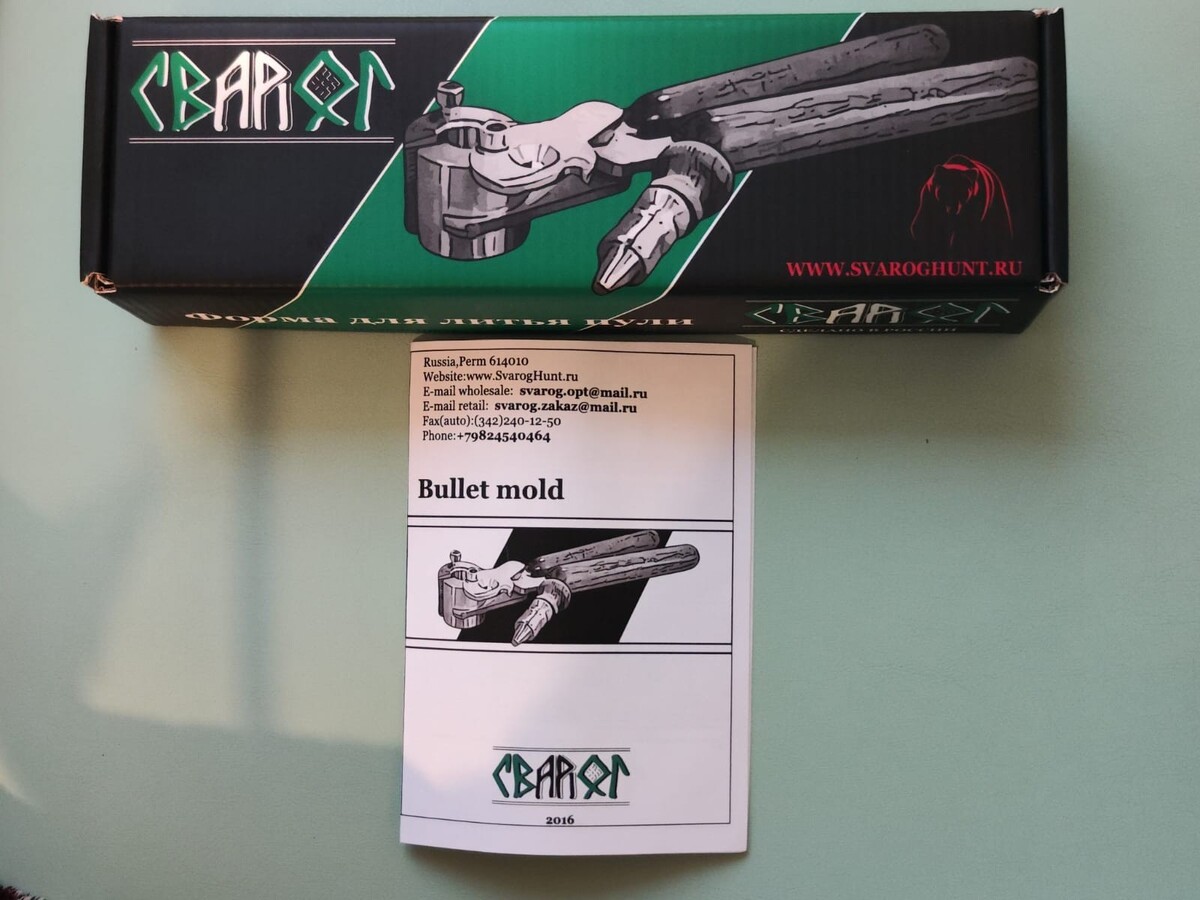 СВАРОГ
WWW.SVAROGHUNT.RU
Форма для литья пули
СВАРОГ
СДЕЛАНО В РОССИИ
Russia,Perm 614010
Website:www.SvarogHunt.ru
E-mail wholesale: svarog.opt@mail.ru
E-mail retail: svarog.zakaz@mail.ru
Fax(auto):(342)240-12-50
Phone:+79824540464
Bullet mold
СВАРОГ
2016